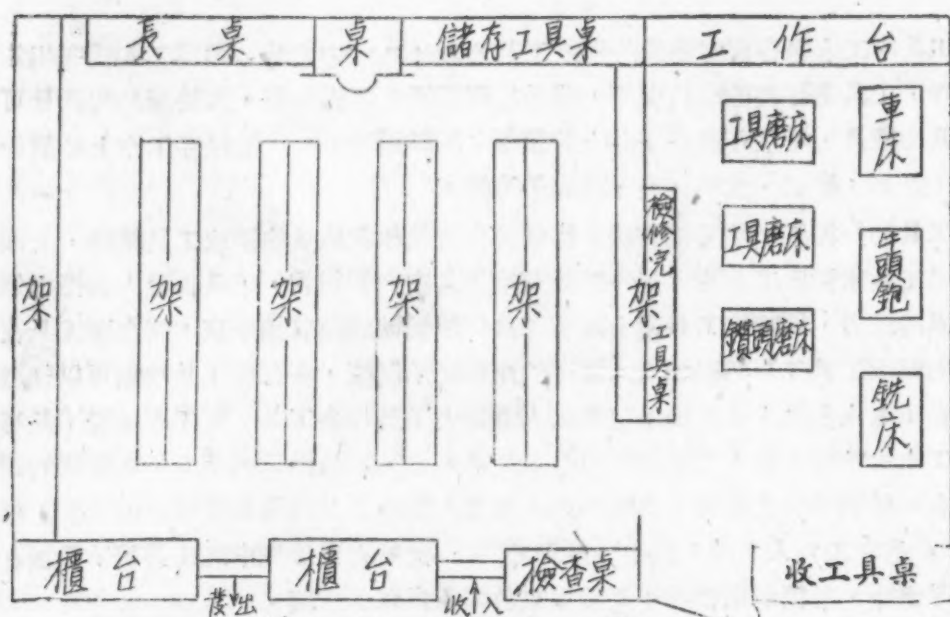 長桌
桌
儲存工具桌
工作台
工具磨床
車床
工具磨床
牛頭鉋
鑽頭磨床
銑床
架
架
架
架
架
架
檢修完工具桌
櫃台
發出
櫃台
收入
檢查桌
收工具桌